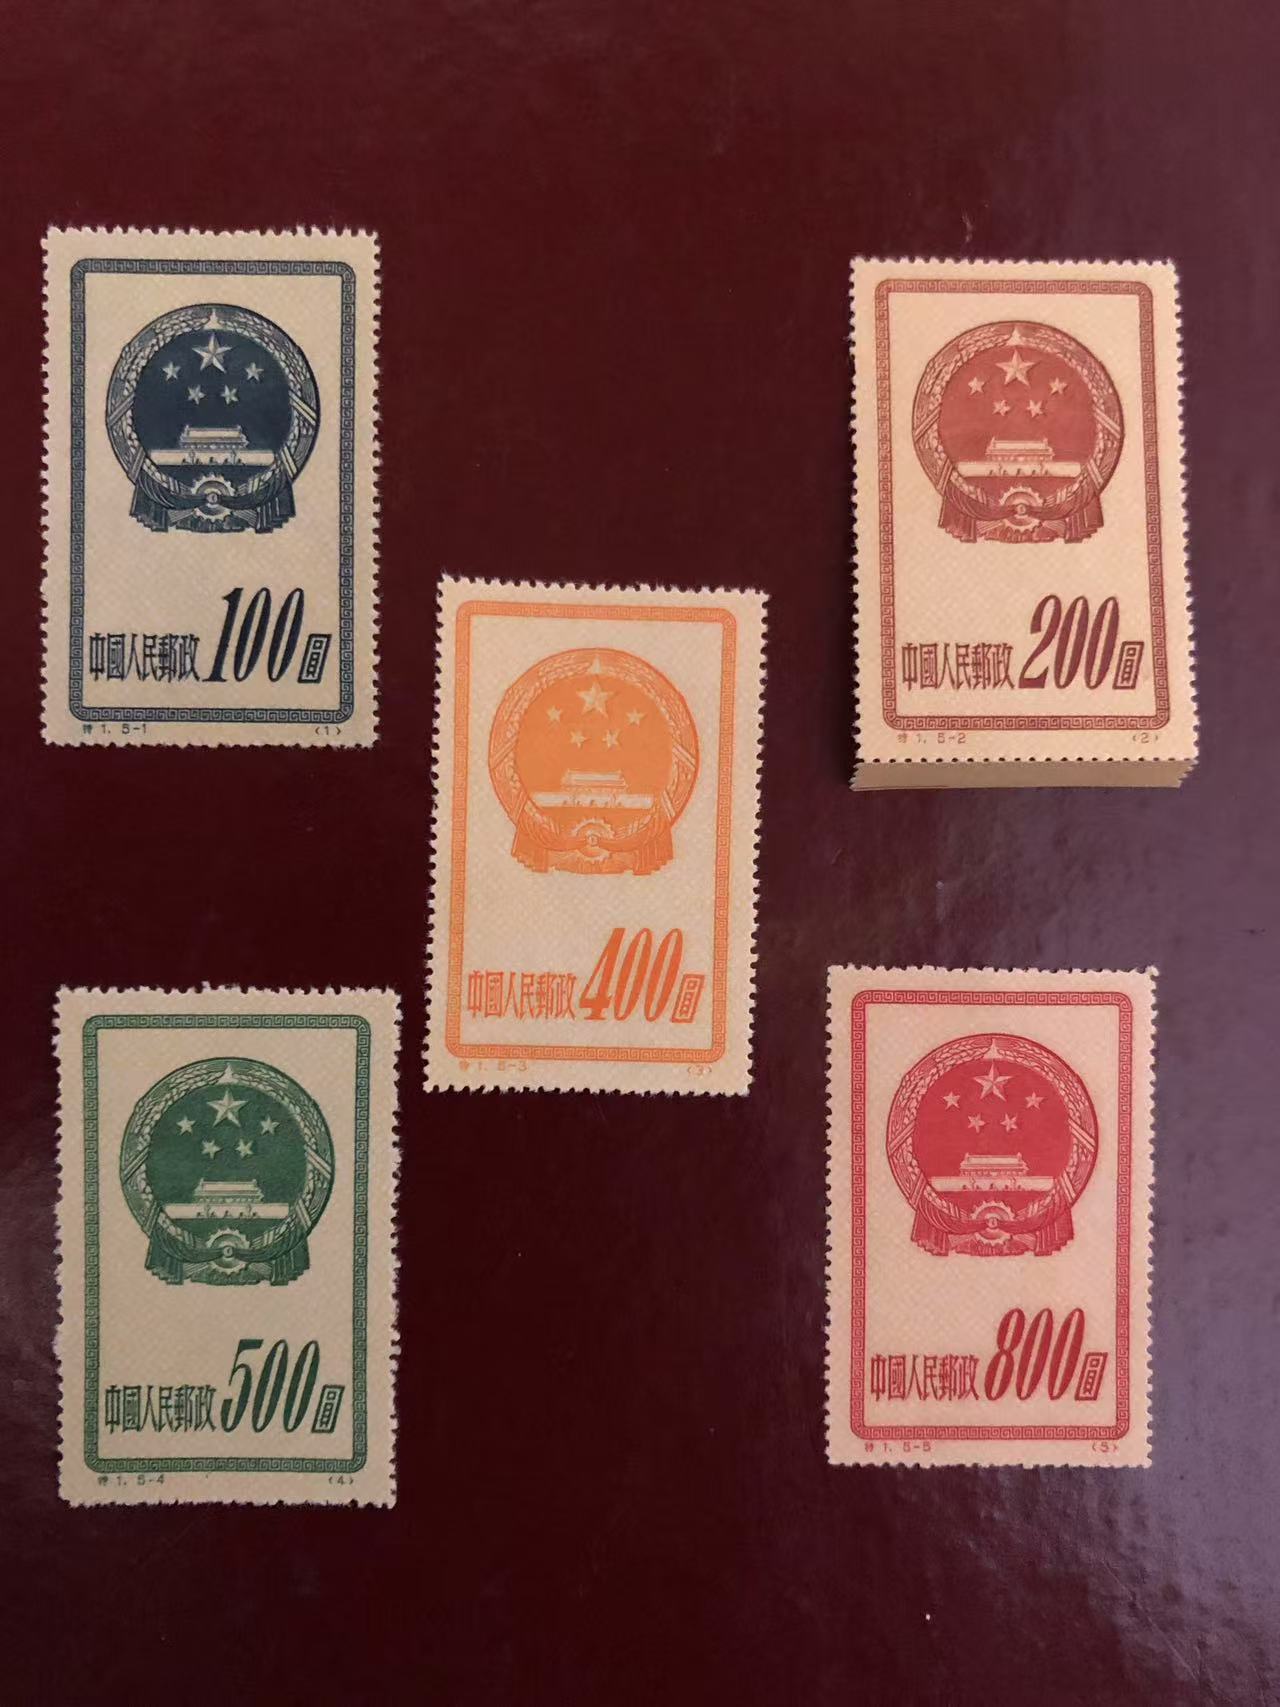 中國人民郵政 100圓
特1. 5-1 (1)
中國人民郵政 200圓
特1. 5-2 (2)
中國人民郵政 400圓
特1. 5-3 (3)
中國人民郵政 500圓
特1. 5-4 (4)
中國人民郵政 800圓
特1. 5-5 (5)